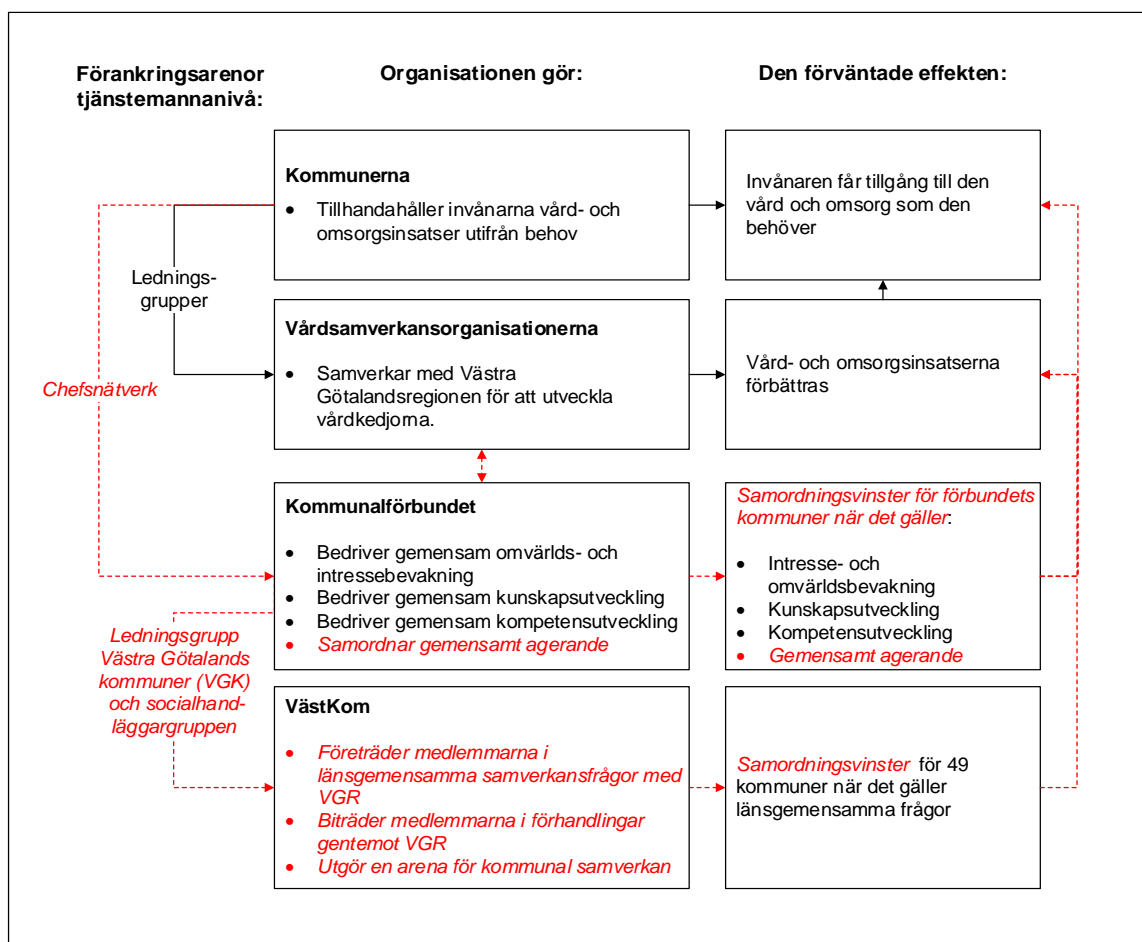 Förankringsarenor
tjänstemannanivå:
Organisationen gör:
Den förväntade effekten:
Kommunerna
• Tillhandahåller invånarna vård- och
omsorgsinsatser utifrån behov
Invånaren får tillgång till den
vård och omsorg som den
behöver
Lednings-
grupper
Vårdsamverkansorganisationerna
• Samverkar med Västra
Götalandsregionen för att utveckla
vårdkedjorna.
Vård- och omsorgsinsatserna
förbättras
Chefsnätverk
Kommunalförbundet
• Bedriver gemensam omvärlds- och
intressebevakning
• Bedriver gemensam kunskapsutveckling
• Bedriver gemensam kompetensutveckling
• Samordnar gemensamt agerande
Samordningsvinster för förbundets
kommuner när det gäller:
• Intresse- och
omvärldsbevakning
• Kunskapsutveckling
• Kompetensutveckling
• Gemensamt agerande
Ledningsgrupp
Västra Götalands
kommuner (VGK)
och socialhand-
läggargruppen
VästKom
• Företräder medlemmarna i
länsgemensamma samverkansfrågor med
VGR
• Biträder medlemmarna i förhandlingar
gentemot VGR
• Utgör en arena för kommunal samverkan
Samordningsvinster för 49
kommuner när det gäller
länsgemensamma frågor